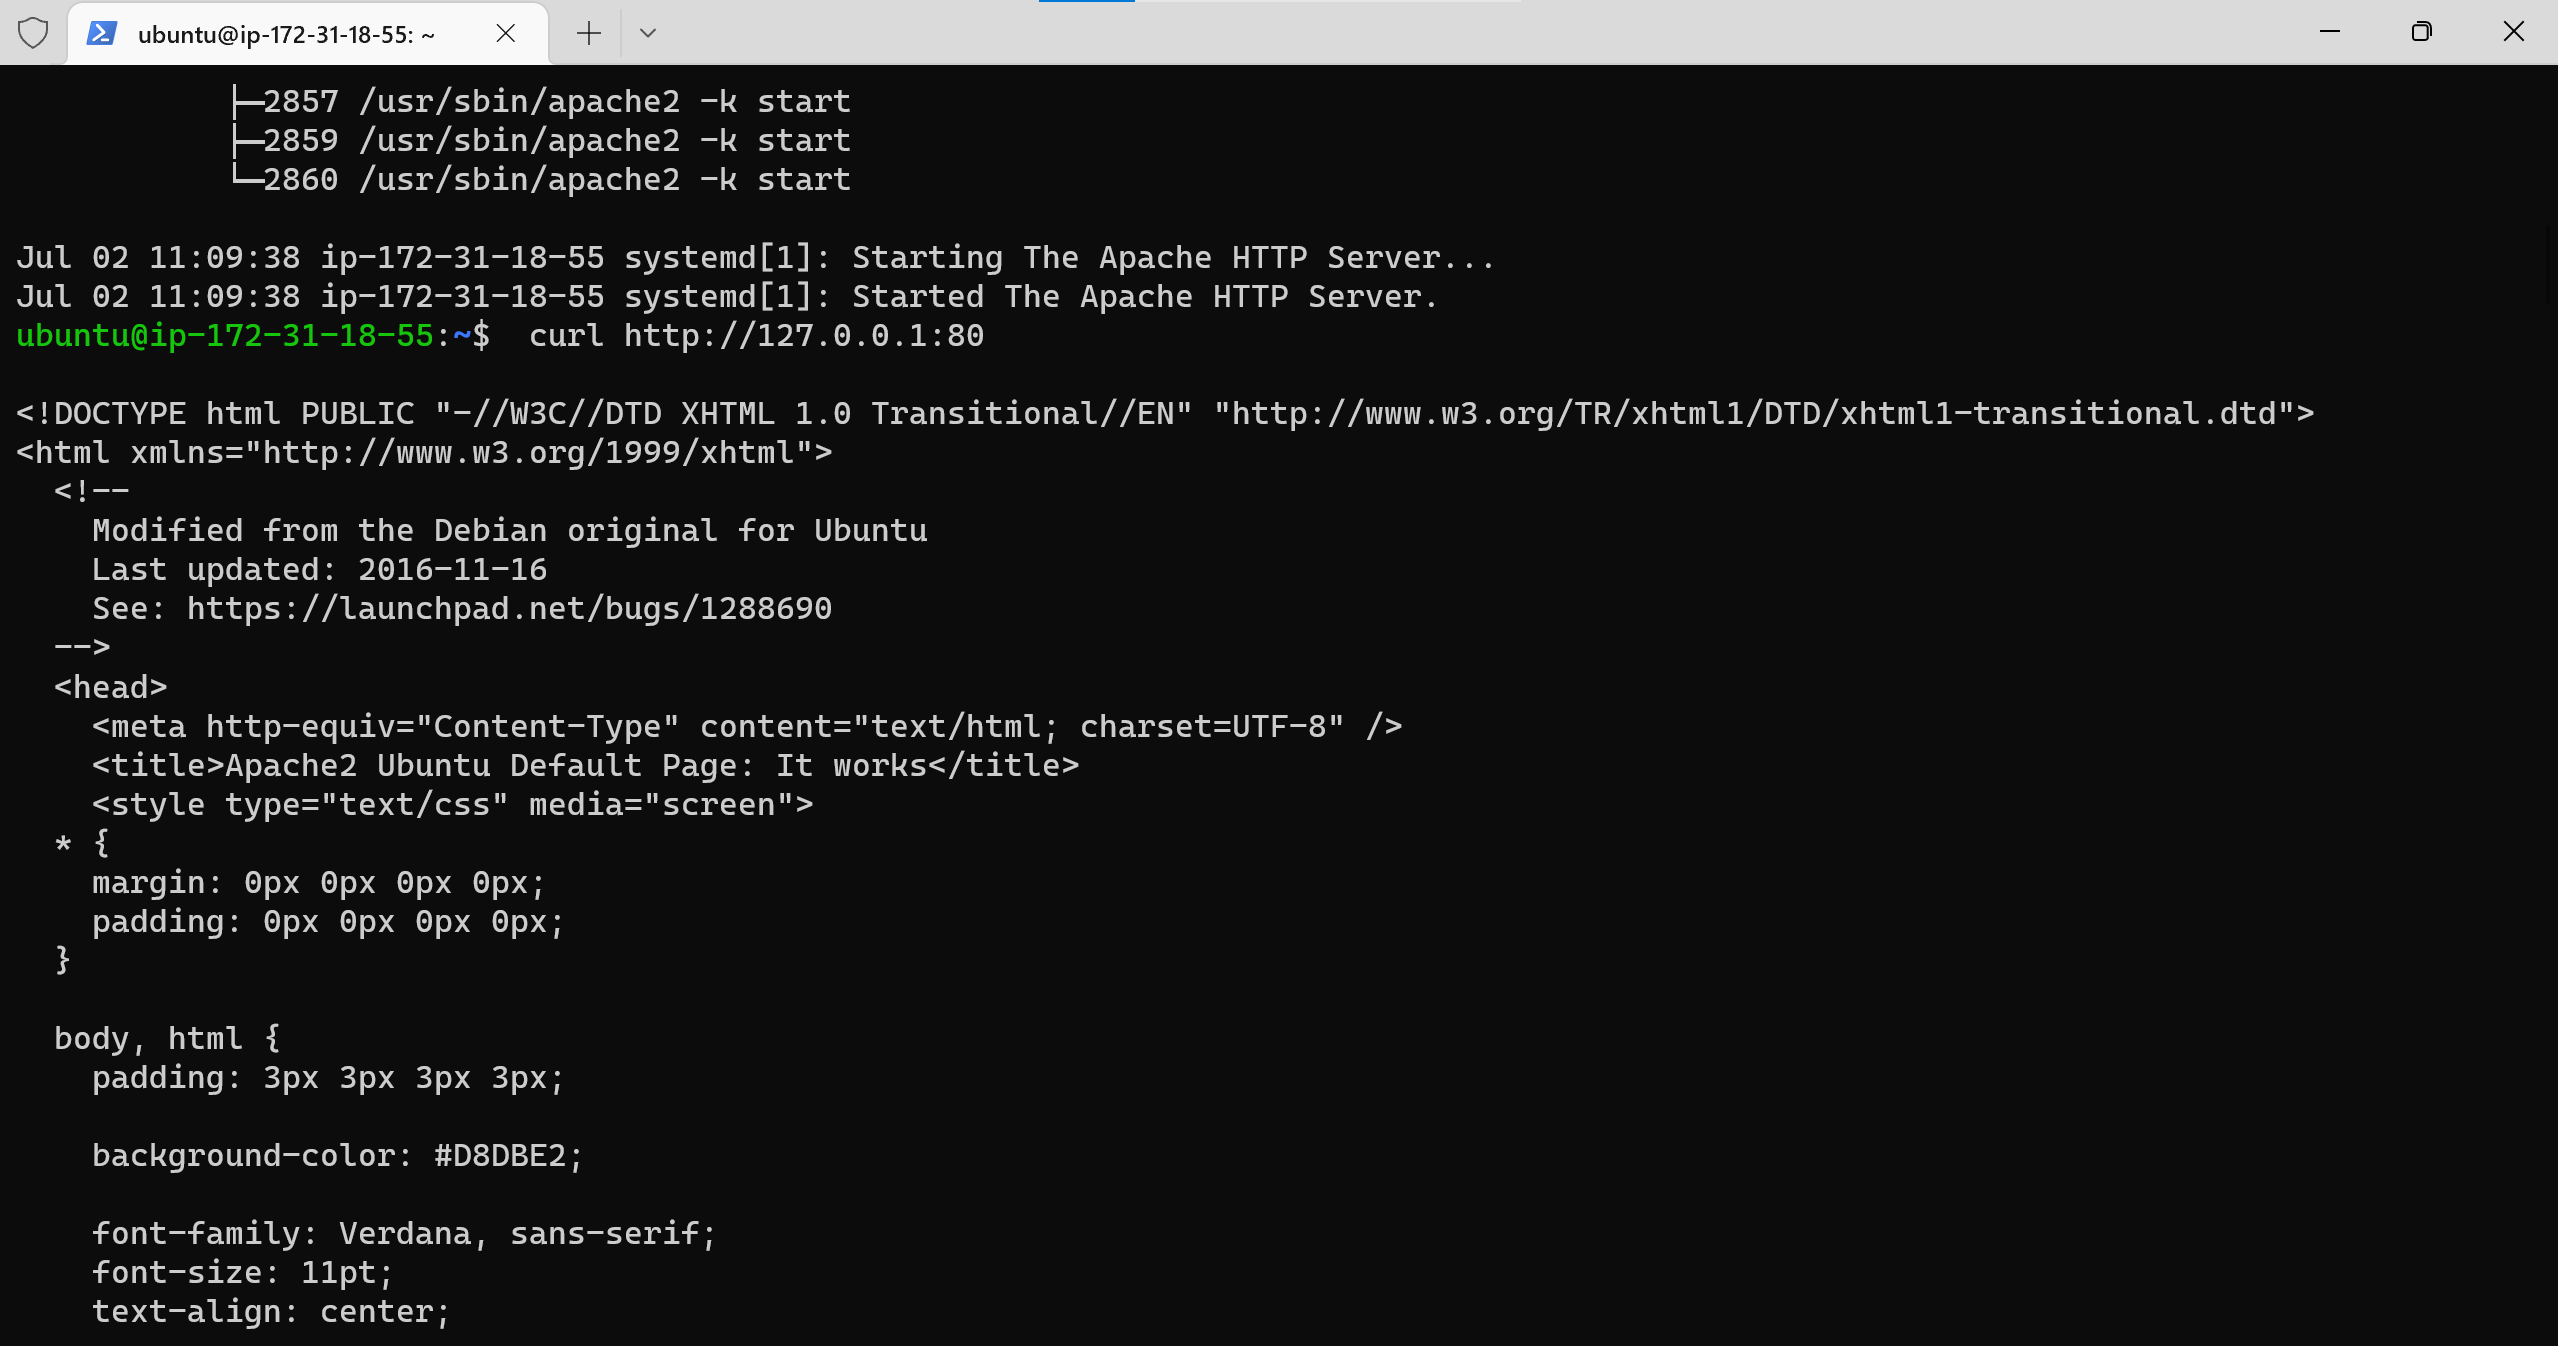 ubuntu@ip-172-31-18-55: ~
├─2857 /usr/sbin/apache2 -k start
├─2859 /usr/sbin/apache2 -k start
└─2860 /usr/sbin/apache2 -k start
Jul 02 11:09:38 ip-172-31-18-55 systemd[1]: Starting The Apache HTTP Server...
Jul 02 11:09:38 ip-172-31-18-55 systemd[1]: Started The Apache HTTP Server.
ubuntu@ip-172-31-18-55:~$  curl http://127.0.0.1:80
<!DOCTYPE html PUBLIC "-//W3C//DTD XHTML 1.0 Transitional//EN" "http://www.w3.org/TR/xhtml1/DTD/xhtml1-transitional.dtd">
<html xmlns="http://www.w3.org/1999/xhtml">
  <!--
    Modified from the Debian original for Ubuntu
    Last updated: 2016-11-16
    See: https://launchpad.net/bugs/1288690
  -->
  <head>
    <meta http-equiv="Content-Type" content="text/html; charset=UTF-8" />
    <title>Apache2 Ubuntu Default Page: It works</title>
    <style type="text/css" media="screen">
  * {
    margin: 0px 0px 0px 0px;
    padding: 0px 0px 0px 0px;
  }
  body, html {
    padding: 3px 3px 3px 3px;
    background-color: #D8DBE2;
    font-family: Verdana, sans-serif;
    font-size: 11pt;
    text-align: center;